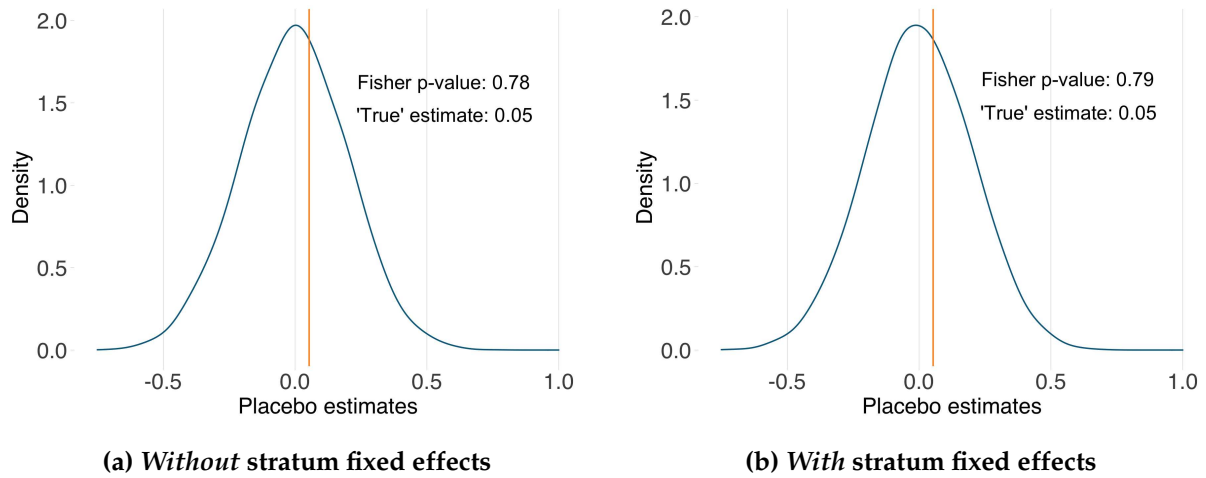 2.0
1.5
1.0
0.5
0.0
Density
Fisher p-value: 0.78
'True' estimate: 0.05
-0.5
0.0
0.5
1.0
Placebo estimates
(a) Without stratum fixed effects
2.0
1.5
1.0
0.5
0.0
Density
Fisher p-value: 0.79
'True' estimate: 0.05
-0.5
0.0
0.5
1.0
Placebo estimates
(b) With stratum fixed effects